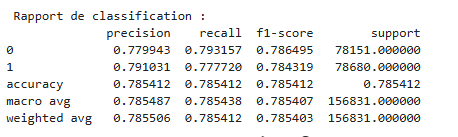 Rapport de classification :
precision recall f1-score support
0 0.779943 0.793157 0.786495 78151.000000
1 0.791031 0.777720 0.784319 78680.000000
accuracy 0.785412 0.785412 0.785412 0.785412
macro avg 0.785487 0.785438 0.785407 156831.000000
weighted avg 0.785506 0.785412 0.785403 156831.000000